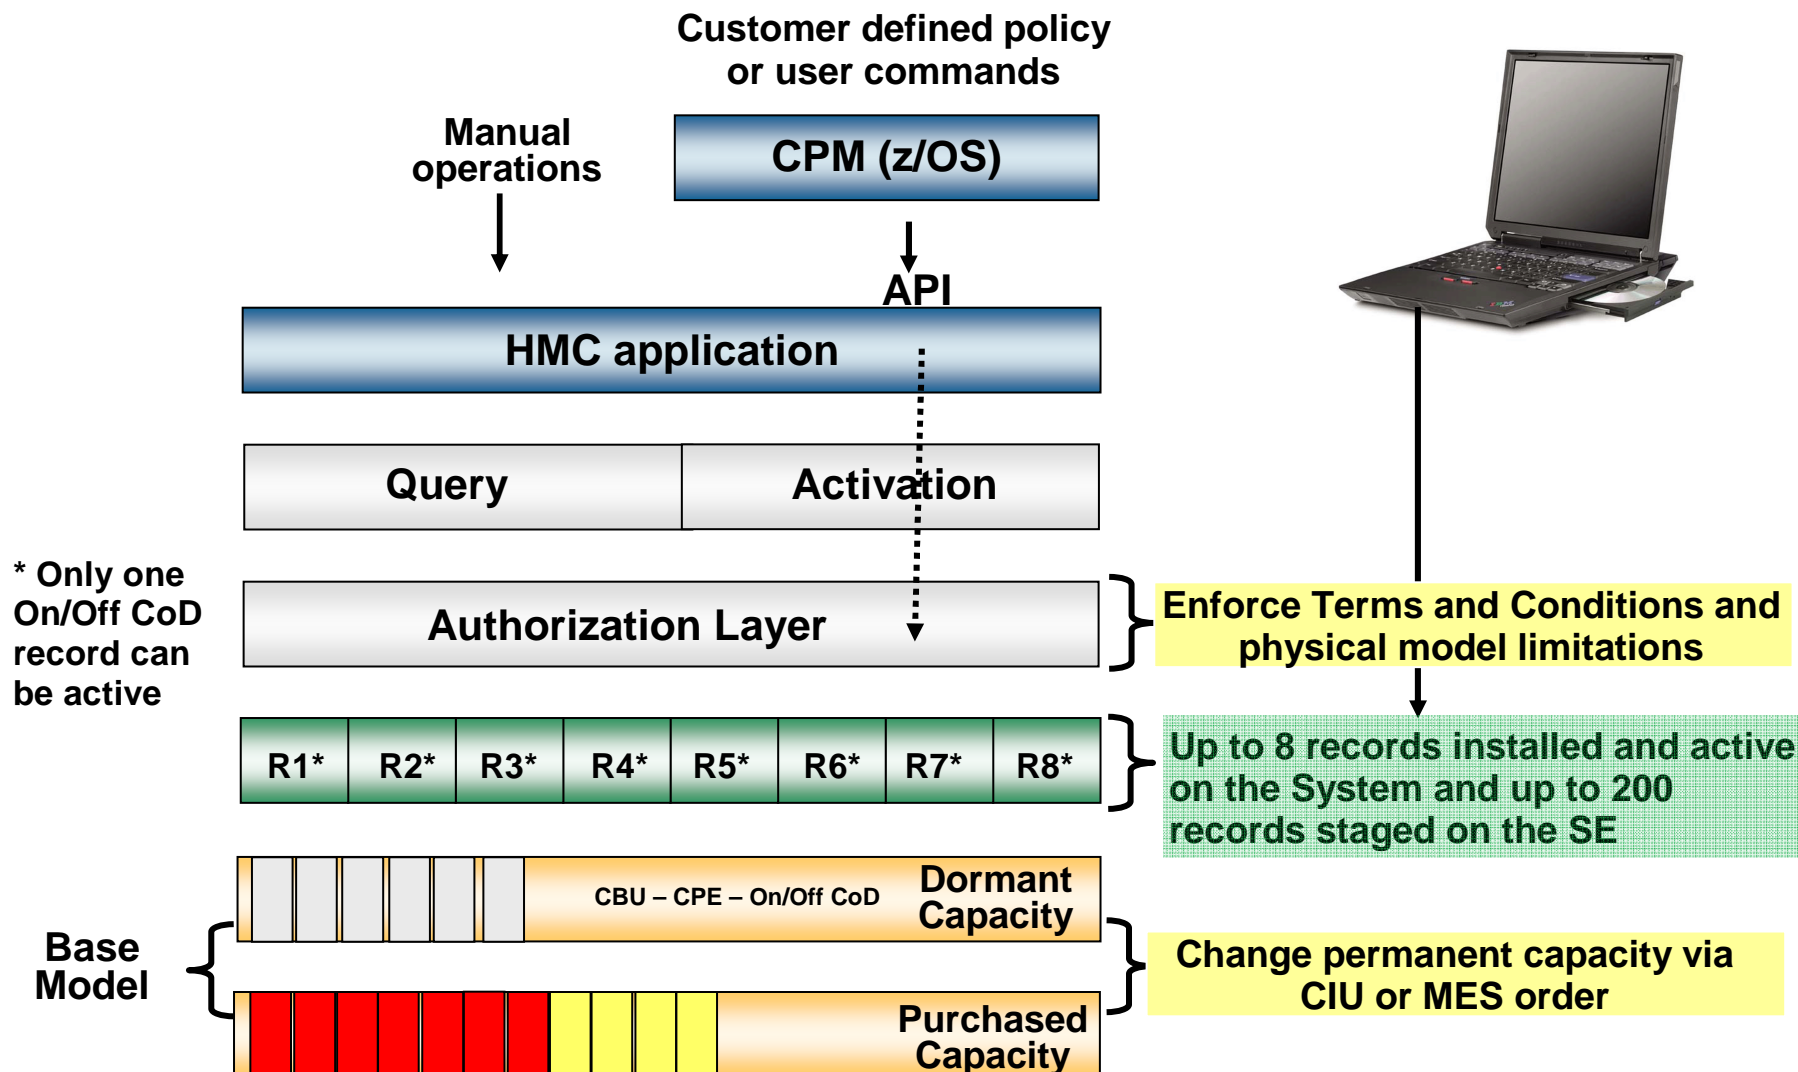 Customer defined policy
or user commands
Manual
operations
CPM (z/OS)
API
HMC application
Query
Activation
* Only one
On/Off CoD
record can
be active
Authorization Layer
Enforce Terms and Conditions and
physical model limitations
R1* R2* R3* R4* R5* R6* R7* R8*
Up to 8 records installed and active
on the System and up to 200
records staged on the SE
CBU – CPE – On/Off CoD
Dormant
Capacity
Base
Model
Change permanent capacity via
CIU or MES order
Purchased
Capacity